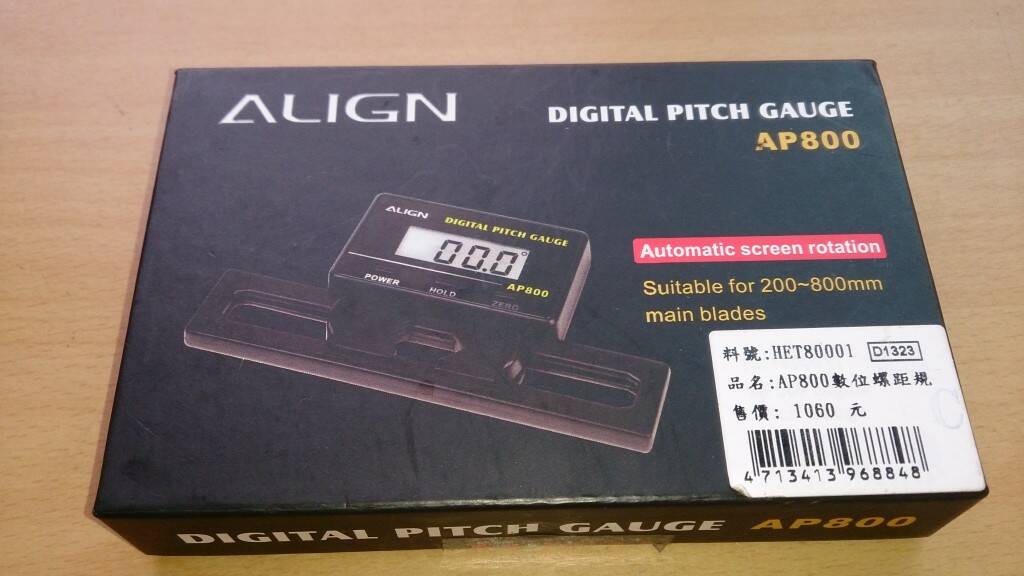 ALIGN
DIGITAL PITCH GAUGE
AP800
ALIGN
DIGITAL PITCH GAUGE
00.0°
AP800
POWER
HOLD
ZERO
Automatic screen rotation
Suitable for 200~800mm
main blades
料號:HET80001 D1323
品名:AP800數位螺距規
售價: 1060 元
4 713413 968848
DIGITAL PITCH GAUGE AP800